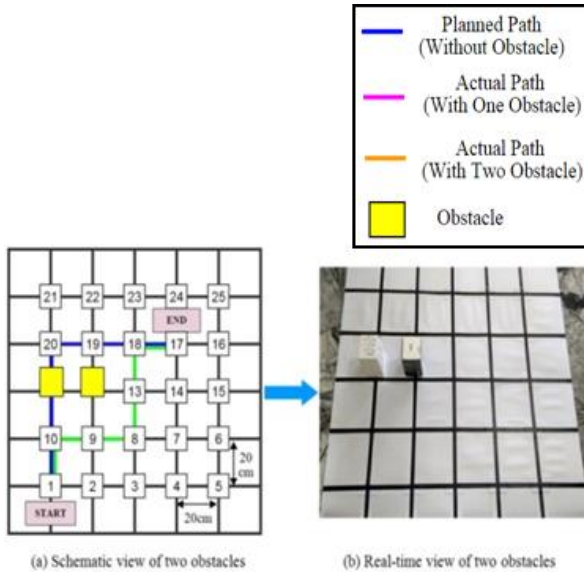 Planned Path
(Without Obstacle)
Actual Path
(With One Obstacle)
Actual Path
(With Two Obstacle)
Obstacle
21 22 23 24 25
END
20 19 18 17 16
13 14 15
10 9 8 7 6
20
cm
1 2 3 4 5
START
20cm
(a) Schematic view of two obstacles
(b) Real-time view of two obstacles